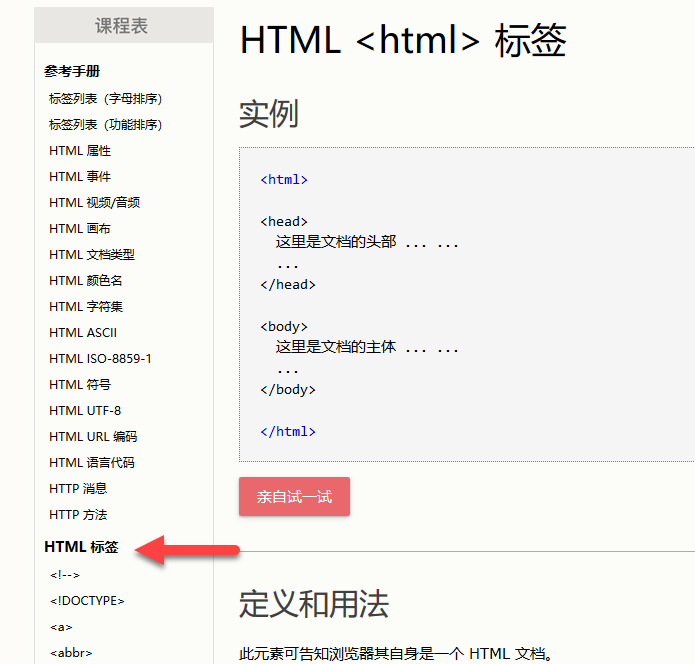 课程表
参考手册
标签列表（字母排序）
标签列表（功能排序）
HTML 属性
HTML 事件
HTML 视频/音频
HTML 画布
HTML 文档类型
HTML 颜色名
HTML 字符集
HTML ASCII
HTML ISO-8859-1
HTML 符号
HTML UTF-8
HTML URL 编码
HTML 语言代码
HTTP 消息
HTTP 方法
HTML 标签
<!-->
<!DOCTYPE>
<a>
<abbr>
HTML <html> 标签
实例
<html>
<head>
这里是文档的头部 ... ...
...
</head>
<body>
这里是文档的主体 ... ...
...
</body>
</html>
亲自试一试
定义和用法
此元素可告知浏览器其自身是一个 HTML 文档。